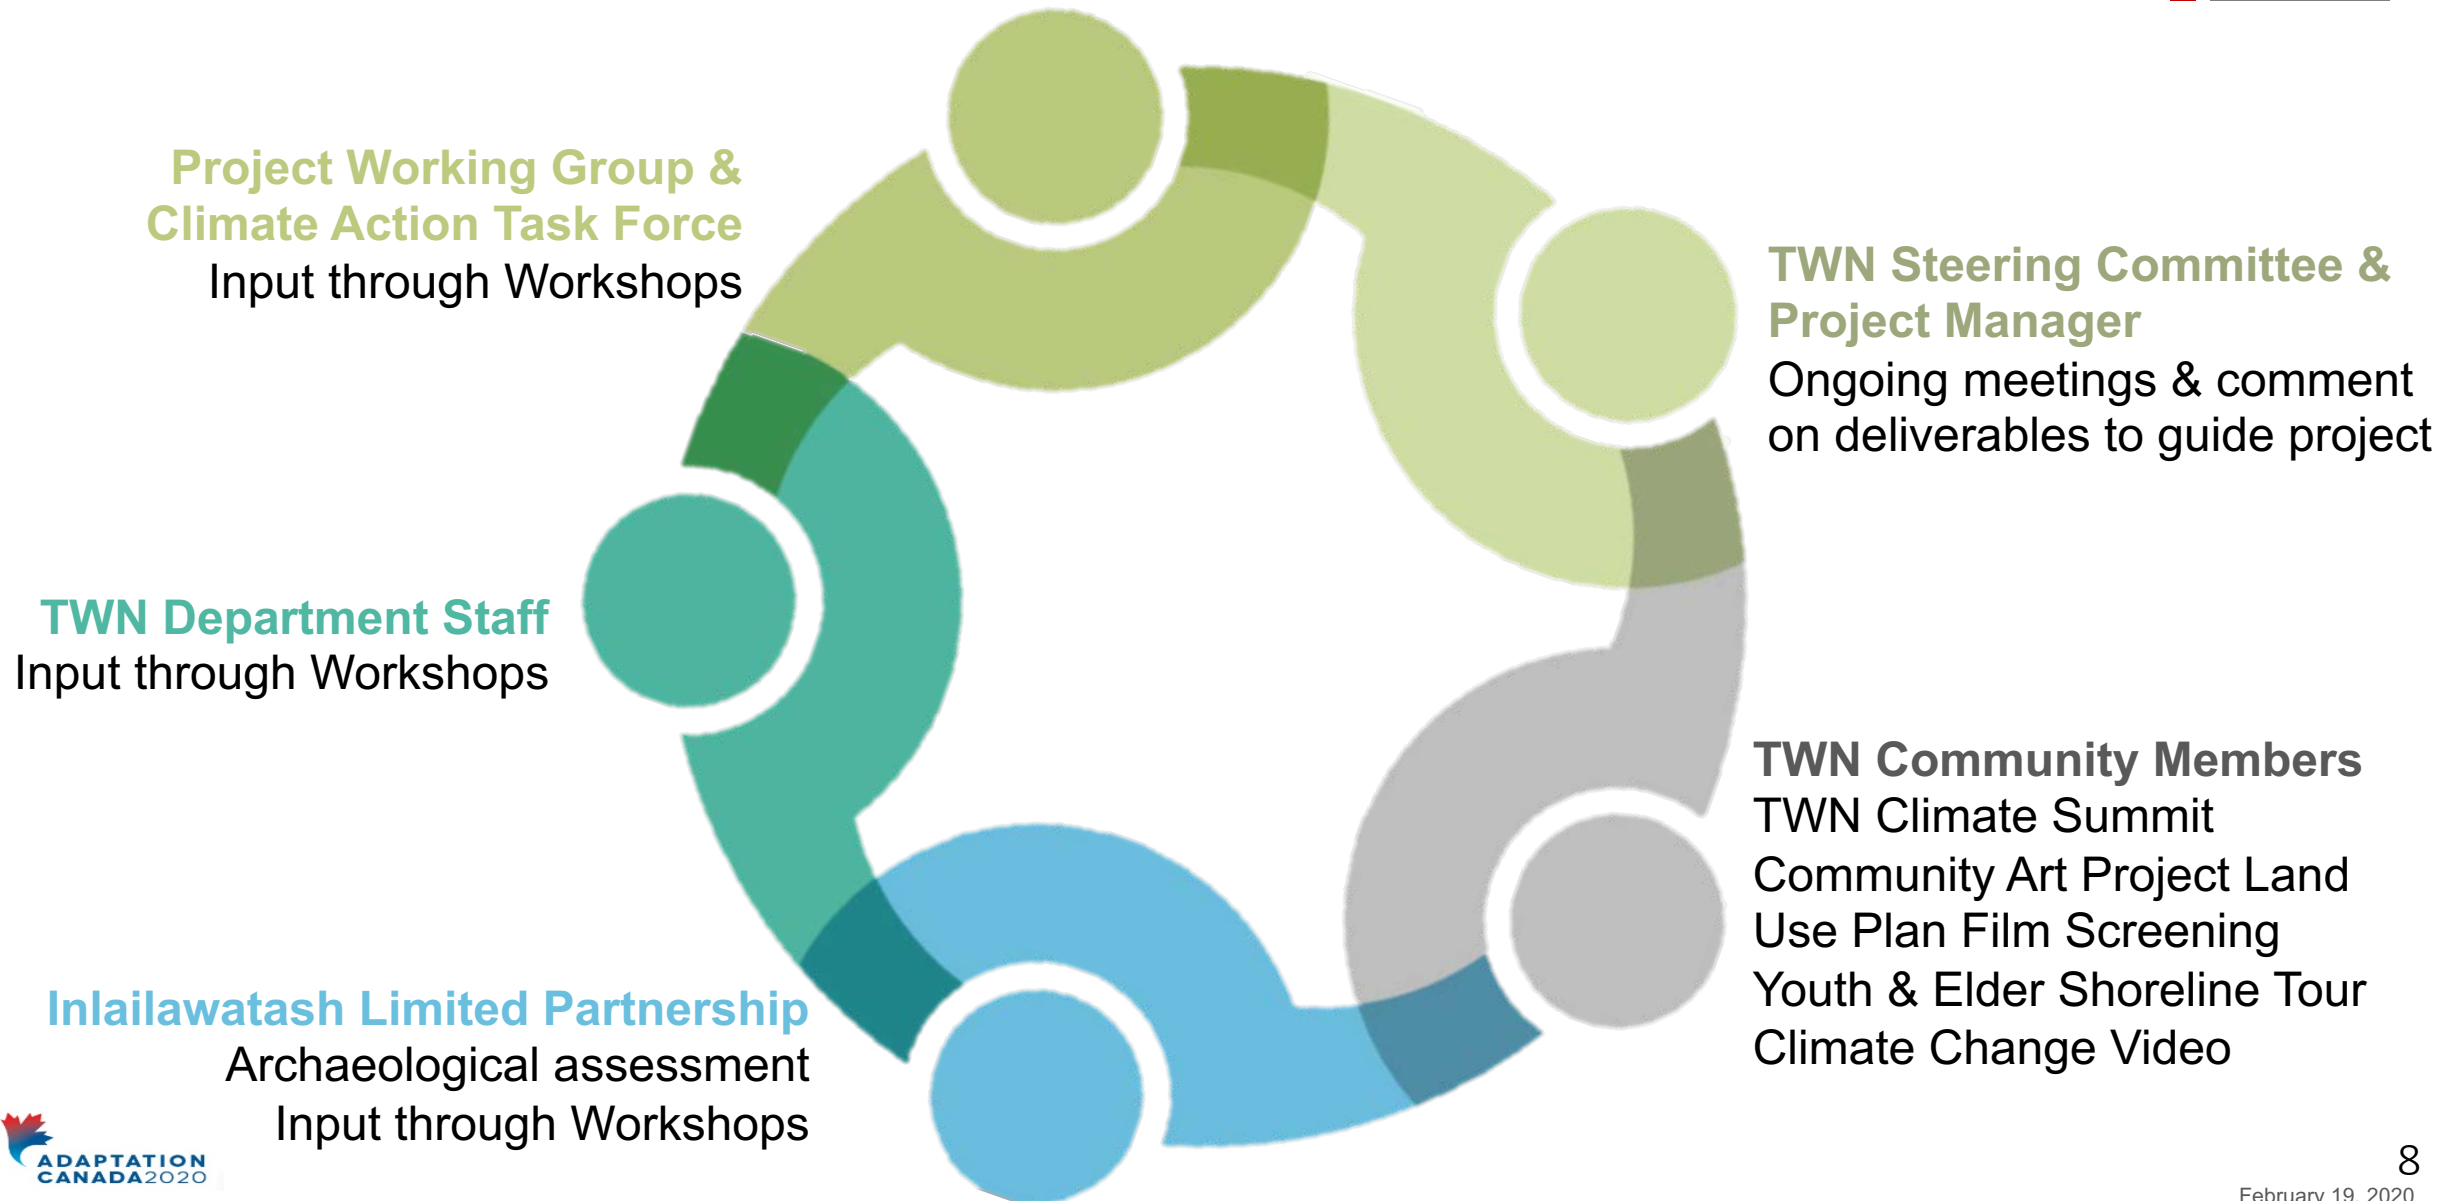 Project Working Group &
Climate Action Task Force
Input through Workshops
TWN Steering Committee &
Project Manager
Ongoing meetings & comment
on deliverables to guide project
TWN Department Staff
Input through Workshops
TWN Community Members
TWN Climate Summit
Community Art Project Land
Use Plan Film Screening
Youth & Elder Shoreline Tour
Climate Change Video
Inlailawatash Limited Partnership
Archaeological assessment
Input through Workshops
ADAPTATION
CANADA2020
8
February 19, 2020